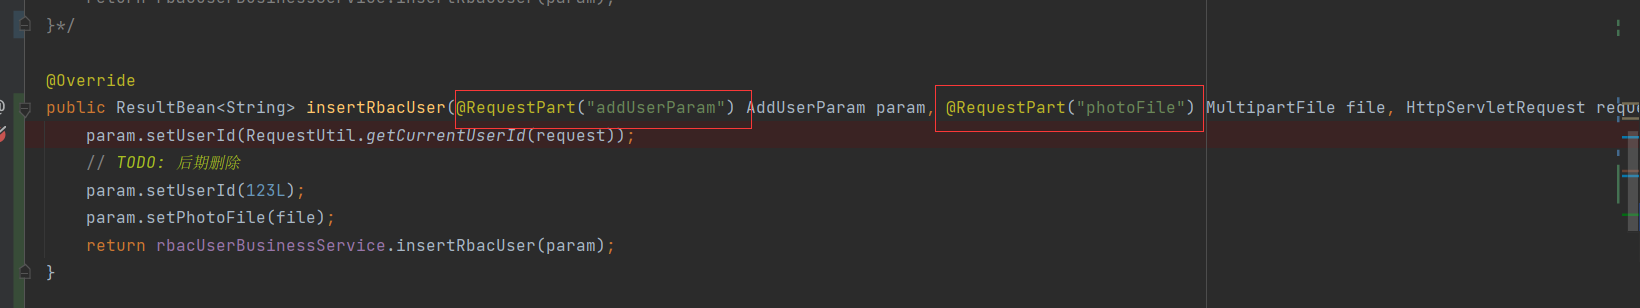 return rbacUserBusinessService.insertRbacUser(param);
}*/
@Override
public ResultBean<String> insertRbacUser(@RequestPart("addUserParam") AddUserParam param, @RequestPart("photoFile") MultipartFile file, HttpServletRequest requ
param.setUserId(RequestUtil.getCurrentUserId(request));
// TODO: 后期删除
param.setUserId(123L);
param.setPhotoFile(file);
return rbacUserBusinessService.insertRbacUser(param);
}